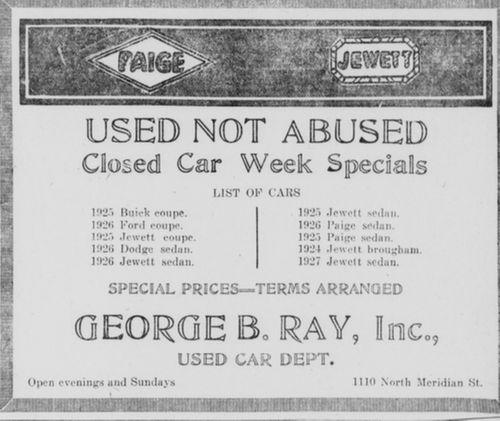 PAIGE
JEWETT
USED NOT ABUSED
Closed Car Week Specials
LIST OF CARS
1925 Buick coupe.
1926 Ford coupe.
1925 Jewett coupe.
1926 Dodge sedan.
1926 Jewett sedan.
1925 Jewett sedan.
1926 Paige sedan.
1925 Paige sedan.
1924 Jewett brougham.
1927 Jewett sedan.
SPECIAL PRICES—TERMS ARRANGED
GEORGE B. RAY, Inc.,
USED CAR DEPT.
Open evenings and Sundays
1110 North Meridian St.